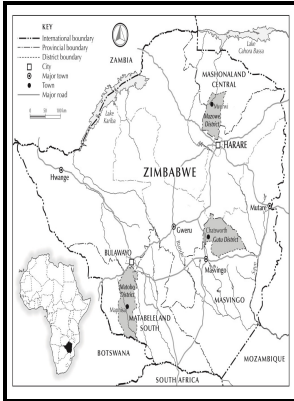 KEY
International boundary
Provincial boundary
District boundary
City
Major town
Town
Major road
ZAMBIA
Lake
Cahora Bassa
MASHONALAND
CENTRAL
Mazowe
District
Lake
Kariba
HARARE
Hwange
ZIMBABWE
Mutare
Gweru
Chatsworth
Gutu District
BULAWAYO
Masvingo
Matobo
District
MASVINGO
Maphisa
MATABELELAND
SOUTH
BOTSWANA
MOZAMBIQUE
SOUTH AFRICA